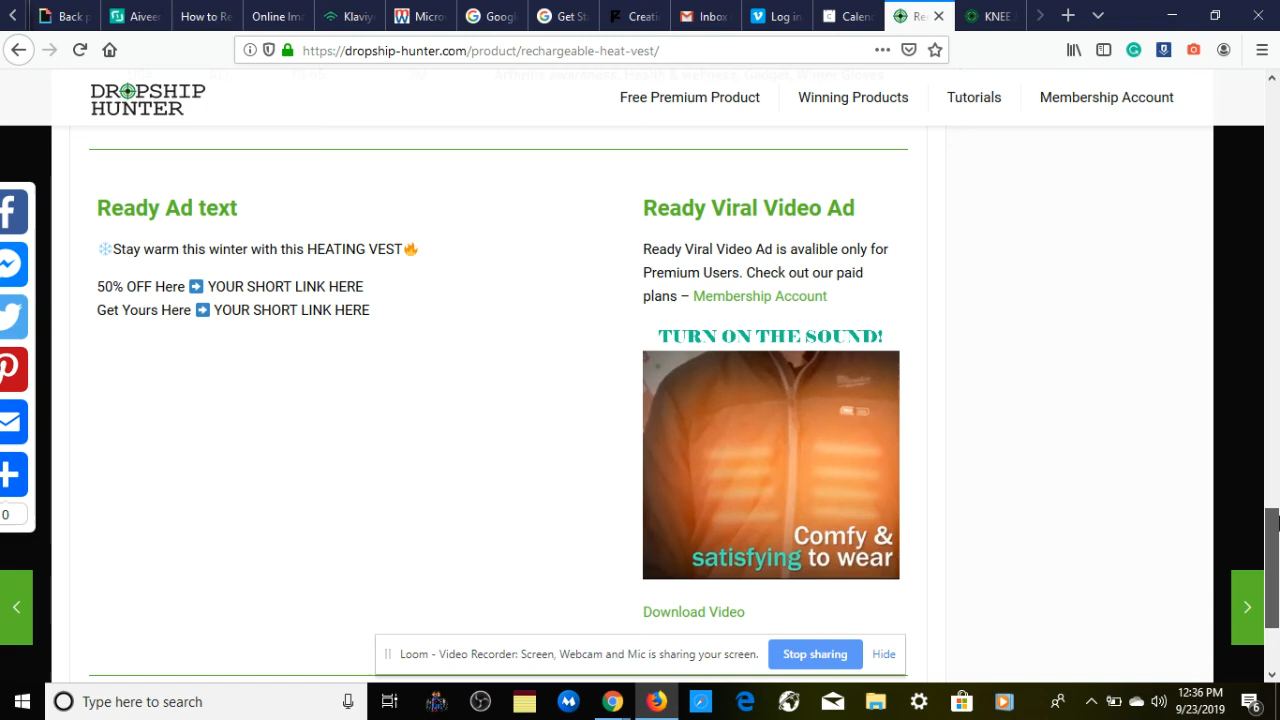 Back p
Aiveer
How to Re
Online Ima
Klaviy
Micro
Googl
Get Sta
Creati
Inbox
Log in
Calend
Re
KNEE
https://dropship-hunter.com/product/rechargeable-heat-vest/
DROPSHIP
HUNTER
Free Premium Product
Winning Products
Tutorials
Membership Account
Ready Ad text
❄️Stay warm this winter with this HEATING VEST🔥
50% OFF Here ➡️ YOUR SHORT LINK HERE
Get Yours Here ➡️ YOUR SHORT LINK HERE
Ready Viral Video Ad
Ready Viral Video Ad is avalible only for
Premium Users. Check out our paid
plans – Membership Account
TURN ON THE SOUND!
Comfy &
satisfying to wear
Download Video
0
Loom - Video Recorder: Screen, Webcam and Mic is sharing your screen.
Stop sharing
Hide
Type here to search
12:36 PM
9/23/2019
6